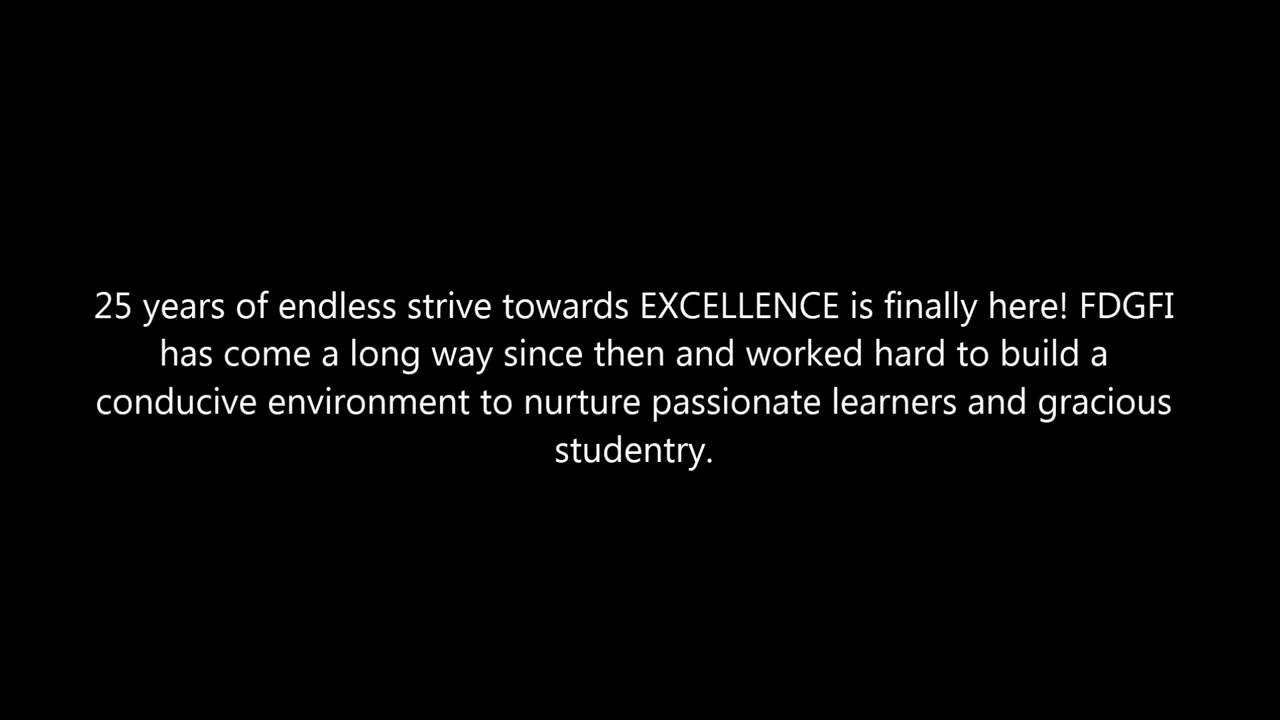 25 years of endless strive towards EXCELLENCE is finally here! FDGFI
has come a long way since then and worked hard to build a
conducive environment to nurture passionate learners and gracious
studentry.